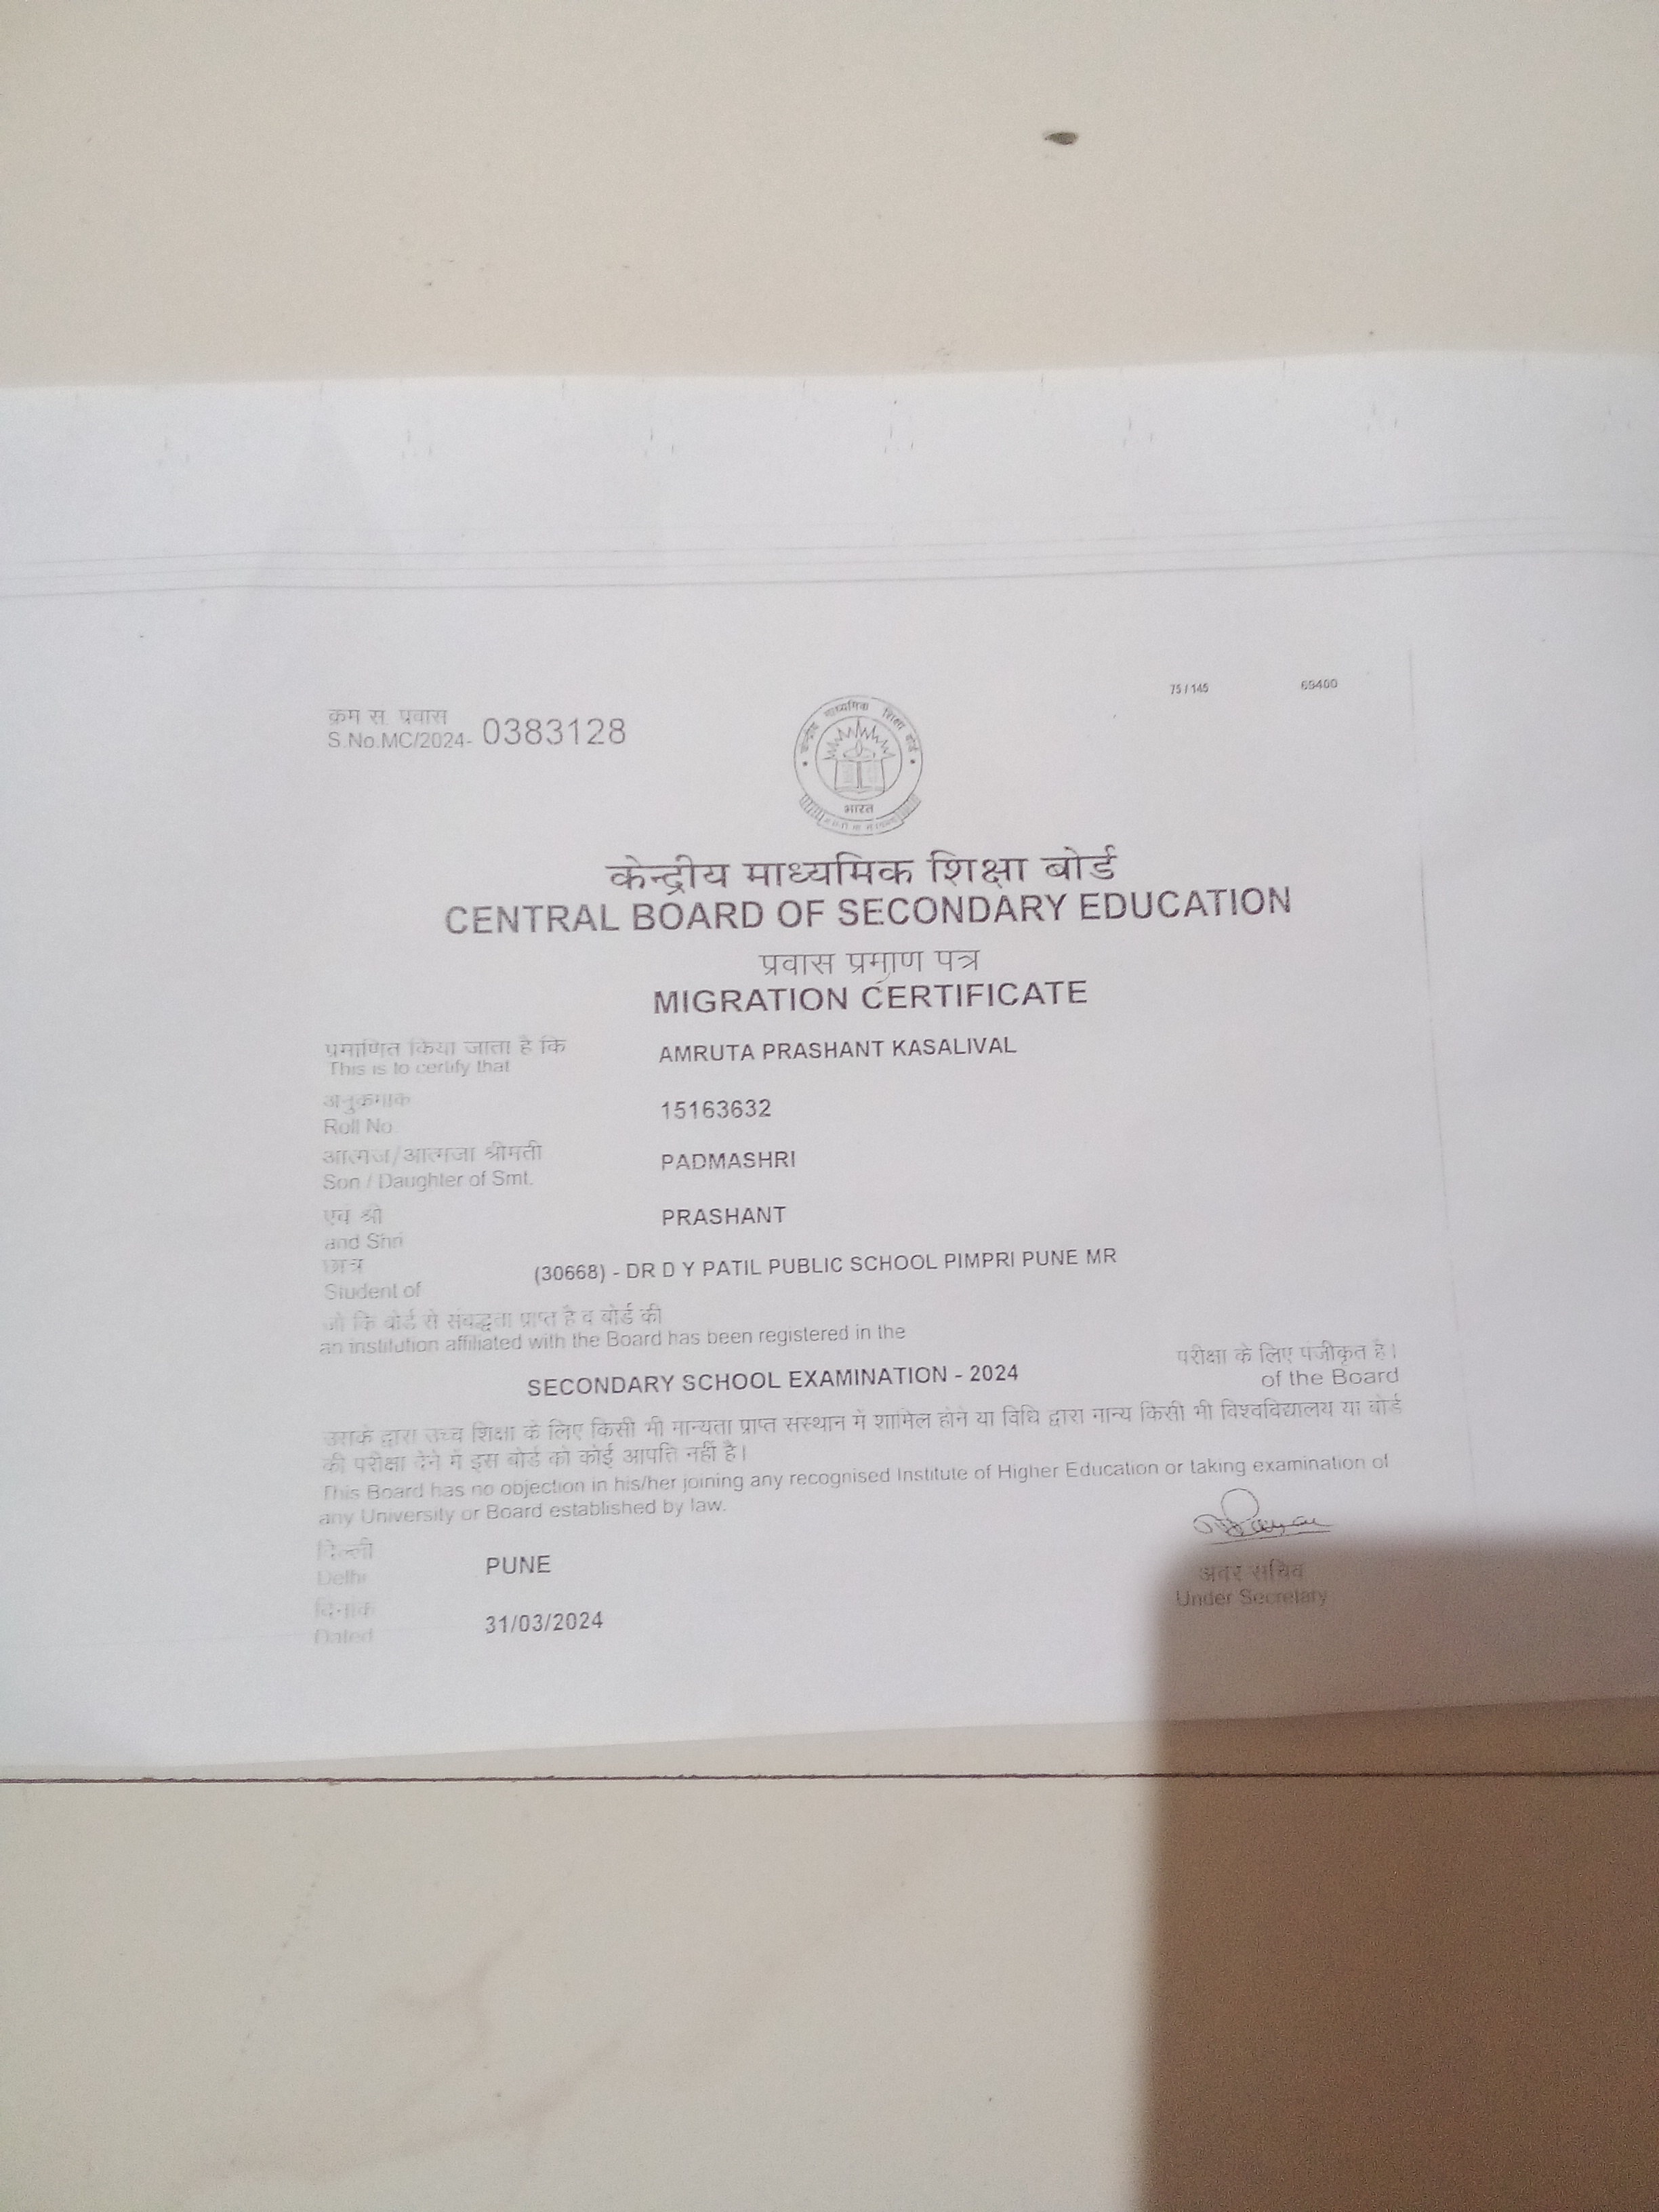 75 / 145 69400
क्रम स. प्रवास
S.No.MC/2024- 0383128
केन्द्रीय माध्यमिक शिक्षा बोर्ड
भारत
केन्द्रीय माध्यमिक शिक्षा बोर्ड
CENTRAL BOARD OF SECONDARY EDUCATION
प्रवास प्रमाण पत्र
MIGRATION CERTIFICATE
प्रमाणित किया जाता है कि
This is to certify that AMRUTA PRASHANT KASALIVAL
अनुक्रमांक
Roll No. 15163632
आत्मज/आत्मजा श्रीमती
Son / Daughter of Smt. PADMASHRI
एव श्री
and Shri PRASHANT
छात्र
Student of (30668) - DR D Y PATIL PUBLIC SCHOOL PIMPRI PUNE MR
जो कि बोर्ड से संबद्धता प्राप्त है व बोर्ड की
an institution affiliated with the Board has been registered in the
परीक्षा के लिए पंजीकृत है।
SECONDARY SCHOOL EXAMINATION - 2024 of the Board
उसके द्वारा उच्च शिक्षा के लिए किसी भी मान्यता प्राप्त संस्थान में शामिल होने या विधि द्वारा मान्य किसी भी विश्वविद्यालय या बोर्ड
की परीक्षा देने में इस बोर्ड को कोई आपत्ति नहीं है।
This Board has no objection in his/her joining any recognised Institute of Higher Education or taking examination of
any University or Board established by law.
दिल्ली
Delhi PUNE
अवर सचिव
Under Secretary
दिनांक
Dated 31/03/2024